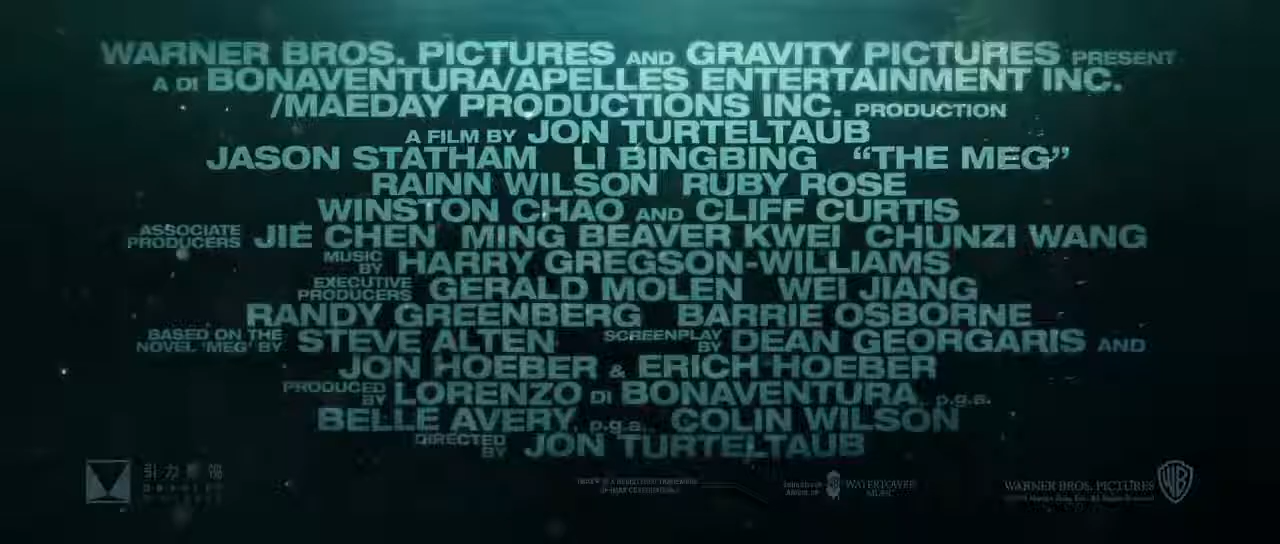 WARNER BROS. PICTURES AND GRAVITY PICTURES PRESENT
A DI BONAVENTURA/APELLES ENTERTAINMENT INC.
/MAEDAY PRODUCTIONS INC. PRODUCTION
A FILM BY JON TURTELTAUB
JASON STATHAM LI BINGBING “THE MEG”
RAINN WILSON RUBY ROSE
WINSTON CHAO AND CLIFF CURTIS
ASSOCIATE PRODUCERS JIE CHEN MING BEAVER KWEI CHUNZI WANG
MUSIC BY HARRY GREGSON-WILLIAMS
EXECUTIVE PRODUCERS GERALD MOLEN WEI JIANG
RANDY GREENBERG BARRIE OSBORNE
BASED ON THE NOVEL 'MEG' BY STEVE ALTEN SCREENPLAY BY DEAN GEORGARIS AND
JON HOEBER & ERICH HOEBER
PRODUCED BY LORENZO DI BONAVENTURA, p.g.a.
BELLE AVERY, p.g.a. COLIN WILSON
DIRECTED BY JON TURTELTAUB
引力影视
GRAVITY
PICTURES
WATERTOWER
MUSIC
WARNER BROS. PICTURES
WB